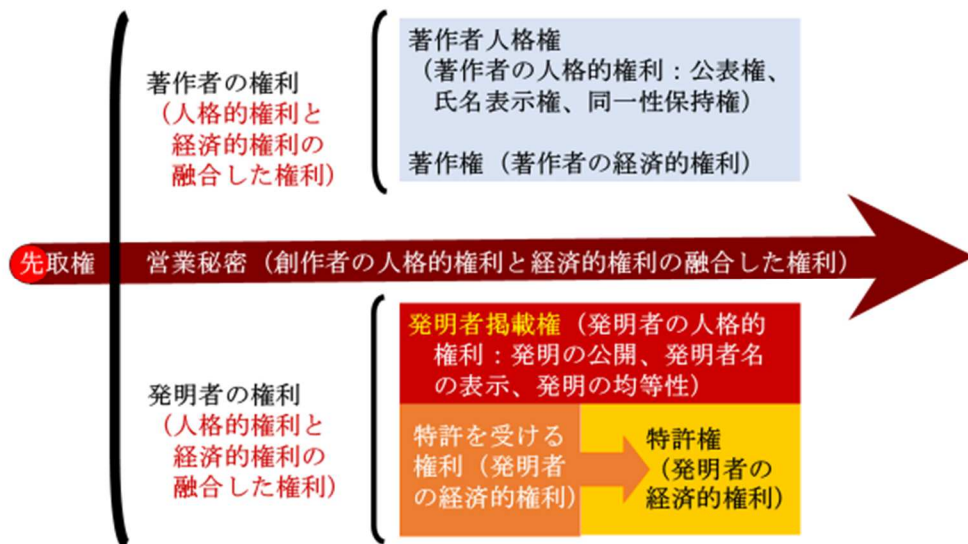 著作者の権利
（人格的権利と
経済的権利の
融合した権利）
著作者人格権
（著作者の人格的権利：公表権、
氏名表示権、同一性保持権）
著作権（著作者の経済的権利）
先取権
営業秘密（創作者の人格的権利と経済的権利の融合した権利）
発明者の権利
（人格的権利と
経済的権利の
融合した権利）
発明者掲載権（発明者の人格的
権利：発明の公開、発明者名
の表示、発明の均等性）
特許を受ける
権利（発明者
の経済的権利）
特許権
（発明者の
経済的権利）